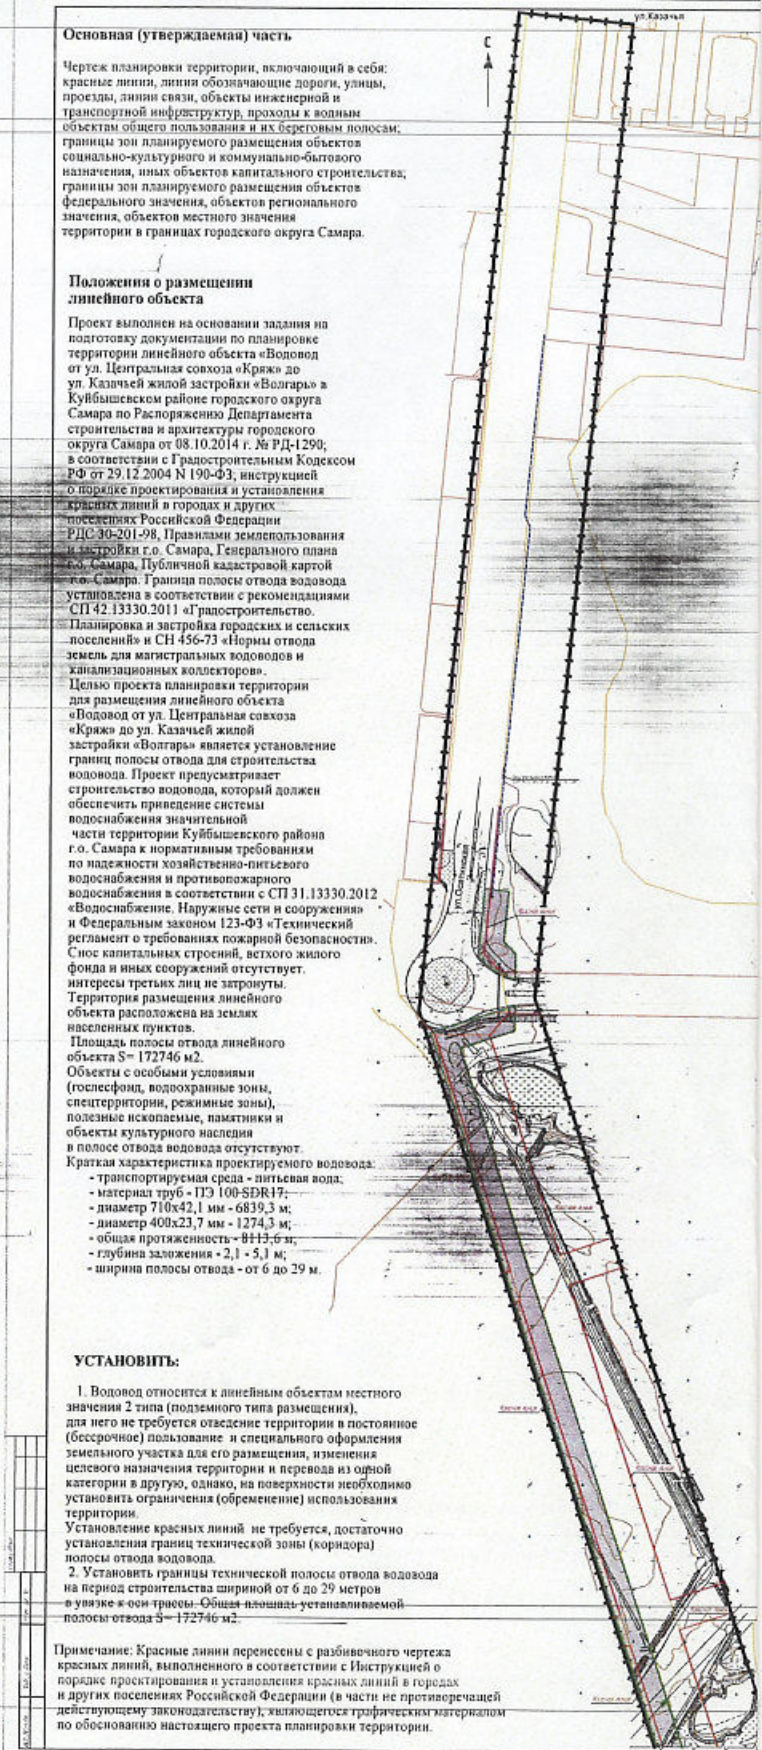 ул.Казачья
Основная (утверждаемая) часть
С
Чертеж планировки территории, включающий в себя:
красные линии, линии обозначающие дороги, улицы,
проезды, линии связи, объекты инженерной и
транспортной инфраструктур, проходы к водным
объектам общего пользования и их береговым полосам;
границы зон планируемого размещения объектов
социально-культурного и коммунально-бытового
назначения, иных объектов капитального строительства;
границы зон планируемого размещения объектов
федерального значения, объектов регионального
значения, объектов местного значения
территории в границах городского округа Самара.
Положения о размещении
линейного объекта
Проект выполнен на основании задания на
подготовку документации по планировке
территории линейного объекта «Водовод
от ул. Центральная совхоза «Кряж» до
ул. Казачьей жилой застройки «Волгарь» в
Куйбышевском районе городского округа
Самара по Распоряжению Департамента
строительства и архитектуры городского
округа Самара от 08.10.2014 г. № РД-1290;
в соответствии с Градостроительным Кодексом
РФ от 29.12.2004 N 190-ФЗ; инструкцией
о порядке проектирования и установления
красных линий в городах и других
поселениях Российской Федерации
РДС 30-201-98, Правилами землепользования
и застройки г.о. Самара, Генерального плана
г.о. Самара, Публичной кадастровой картой
г.о. Самара. Граница полосы отвода водовода
установлена в соответствии с рекомендациями
СП 42.13330.2011 «Градостроительство.
Планировка и застройка городских и сельских
поселений» и СН 456-73 «Нормы отвода
земель для магистральных водоводов и
канализационных коллекторов».
Целью проекта планировки территории
для размещения линейного объекта
«Водовод от ул. Центральная совхоза
«Кряж» до ул. Казачьей жилой
застройки «Волгарь» является установление
границ полосы отвода для строительства
водовода. Проект предусматривает
строительство водовода, который должен
обеспечить приведение системы
водоснабжения значительной
части территории Куйбышевского района
г.о. Самара к нормативным требованиям
по надежности хозяйственно-питьевого
водоснабжения и противопожарного
водоснабжения в соответствии с СП 31.13330.2012
«Водоснабжение. Наружные сети и сооружения»
и Федеральным законом 123-ФЗ «Технический
регламент о требованиях пожарной безопасности».
Снос капитальных строений, ветхого жилого
фонда и иных сооружений отсутствует,
интересы третьих лиц не затронуты.
Территория размещения линейного
объекта расположена на землях
населенных пунктов.
Площадь полосы отвода линейного
объекта S= 172746 м2.
Объекты с особыми условиями
(гослесфонд, водоохранные зоны,
спецтерритории, режимные зоны),
полезные ископаемые, памятники и
объекты культурного наследия
в полосе отвода водовода отсутствуют.
Краткая характеристика проектируемого водовода:
- транспортируемая среда - питьевая вода;
- материал труб - ПЭ 100 SDR17;
- диаметр 710х42,1 мм - 6839,3 м;
- диаметр 400х23,7 мм - 1274,3 м;
- общая протяженность - 8113,6 м;
- глубина заложения - 2,1 - 5,1 м;
- ширина полосы отвода - от 6 до 29 м.
УСТАНОВИТЬ:
1. Водовод относится к линейным объектам местного
значения 2 типа (подземного типа размещения),
для него не требуется отведение территории в постоянное
(бессрочное) пользование и специального оформления
земельного участка для его размещения, изменения
целевого назначения территории и перевода из одной
категории в другую, однако, на поверхности необходимо
установить ограничения (обременение) использования
территории.
Установление красных линий не требуется, достаточно
установления границ технической зоны (коридора)
полосы отвода водовода.
2. Установить границы технической полосы отвода водовода
на период строительства шириной от 6 до 29 метров
в увязке к оси трассы. Общая площадь устанавливаемой
полосы отвода S= 172746 м2.
Примечание: Красные линии перенесены с разбивочного чертежа
красных линий, выполненного в соответствии с Инструкцией о
порядке проектирования и установления красных линий в городах
и других поселениях Российской Федерации (в части не противоречащей
действующему законодательству), являющегося графическим материалом
по обоснованию настоящего проекта планировки территории.